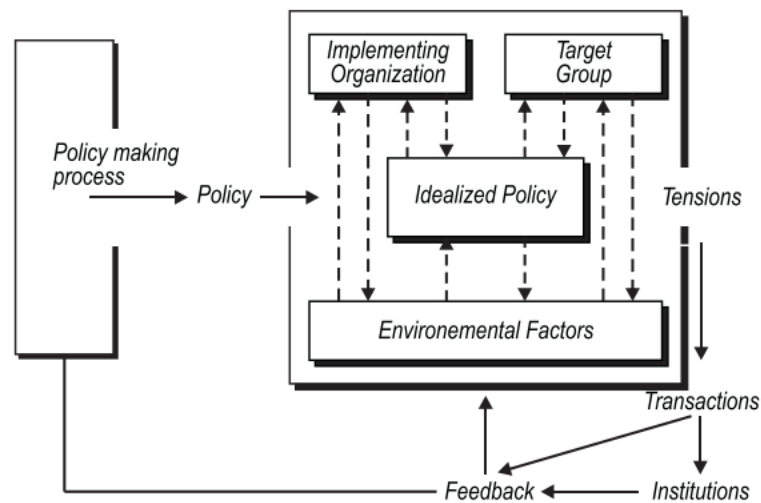 Implementing
Organization
Target
Group
Policy making
process
Policy
Idealized Policy
Tensions
Environemental Factors
Transactions
Feedback
Institutions